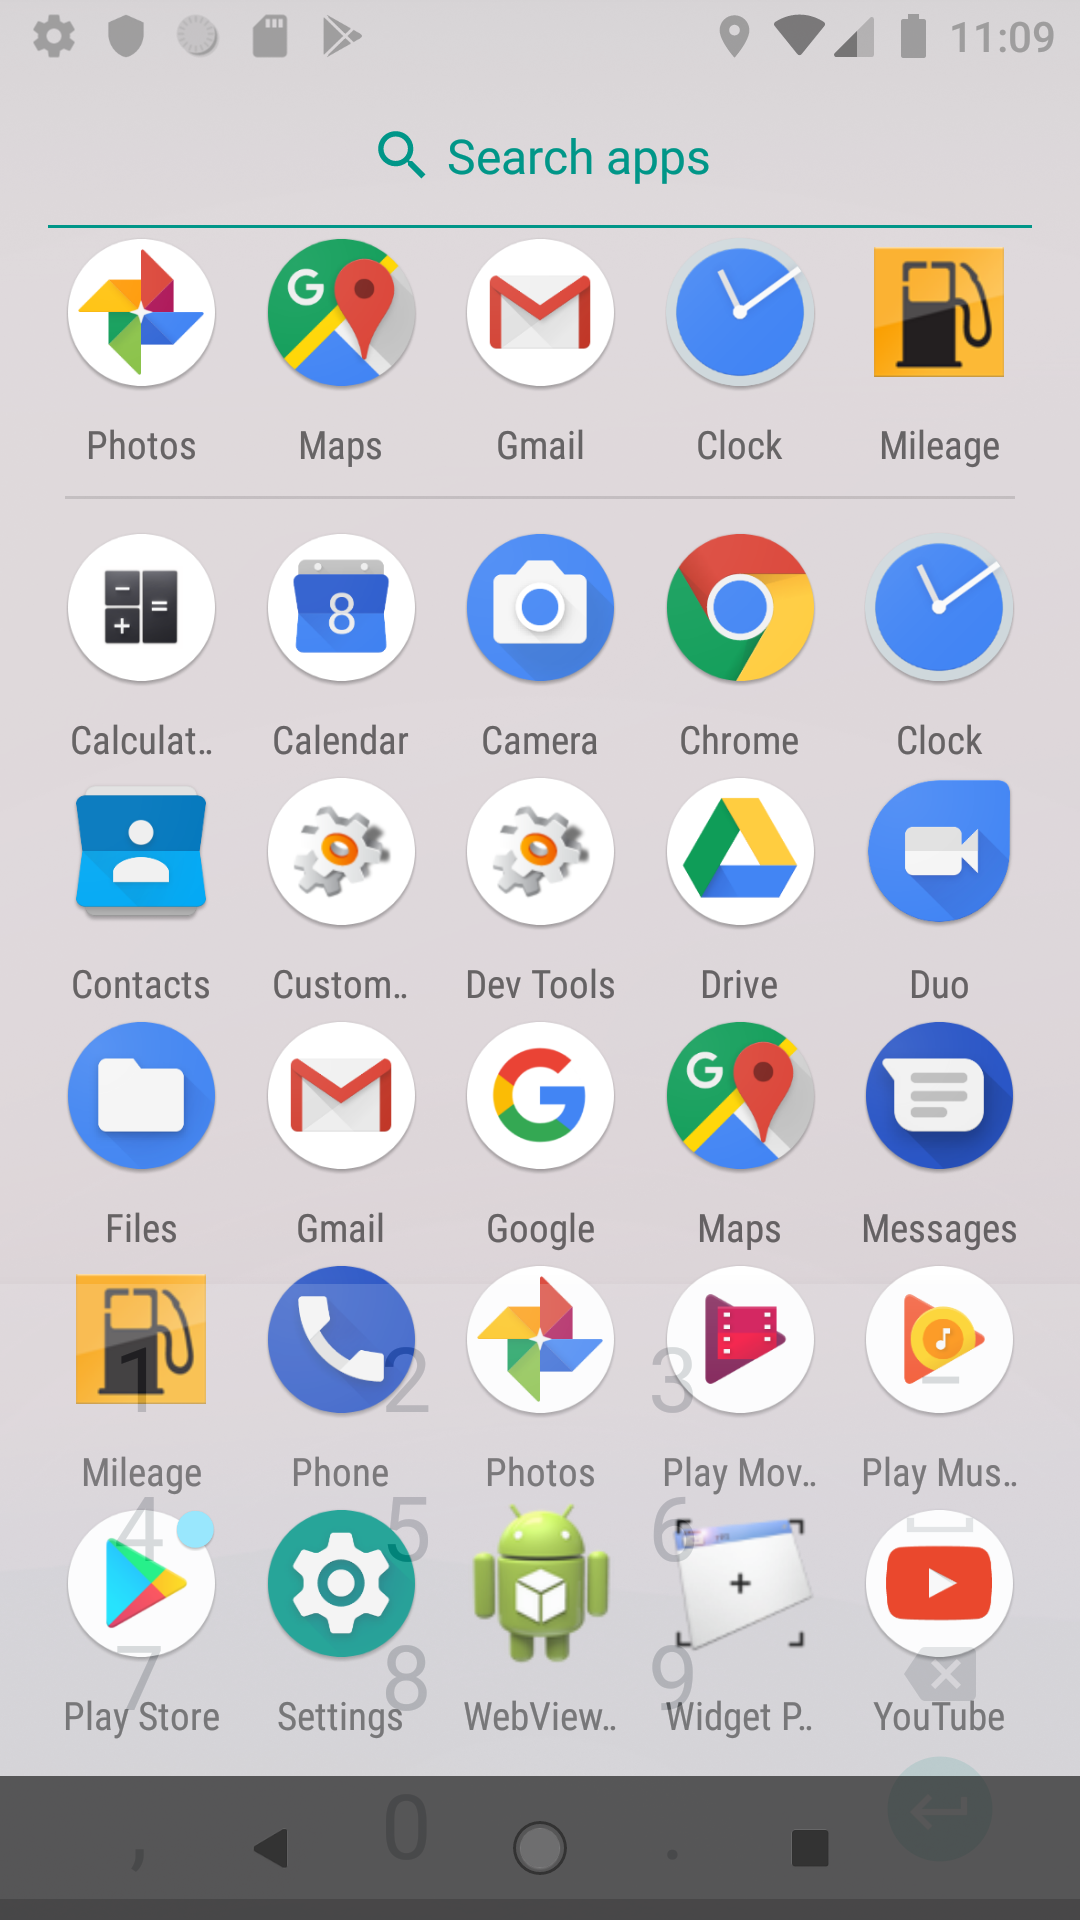 11:09
Search apps
Photos
Maps
Gmail
Clock
Mileage
Calculat..
Calendar
Camera
Chrome
Clock
Contacts
Custom..
Dev Tools
Drive
Duo
Files
Gmail
Google
Maps
Messages
1
2
3
Mileage
Phone
Photos
Play Mov..
Play Mus..
4
5
6
7
8
9
Play Store
Settings
WebView..
Widget P..
YouTube
,
0
.